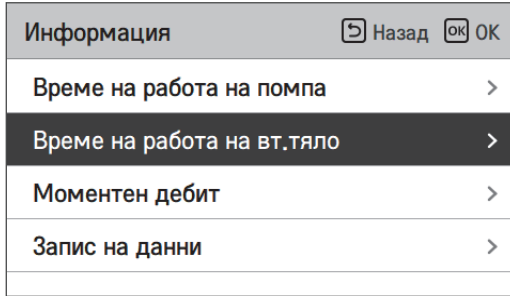 Информация Назад OK OK
Време на работа на помпа >
Време на работа на вт.тяло >
Моментен дебит >
Запис на данни >